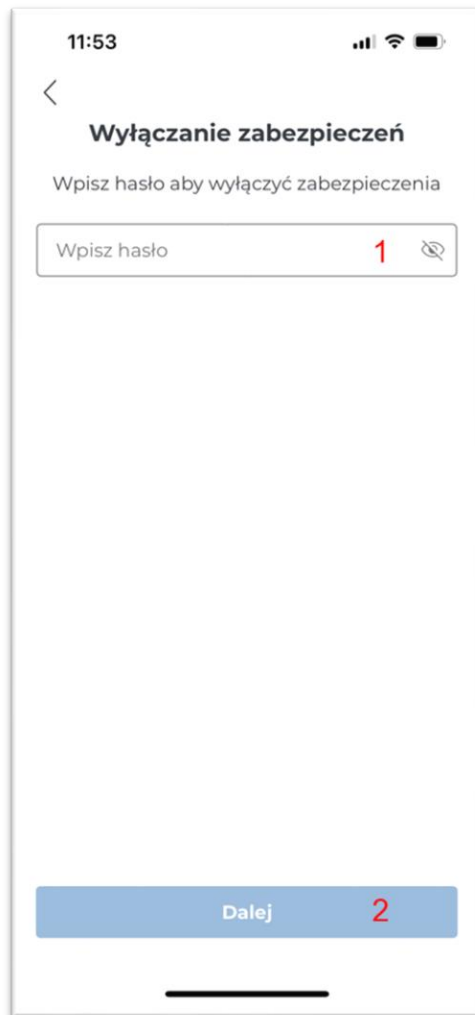 11:53
Wyłączanie zabezpieczeń
Wpisz hasło aby wyłączyć zabezpieczenia
Wpisz hasło 1
Dalej 2